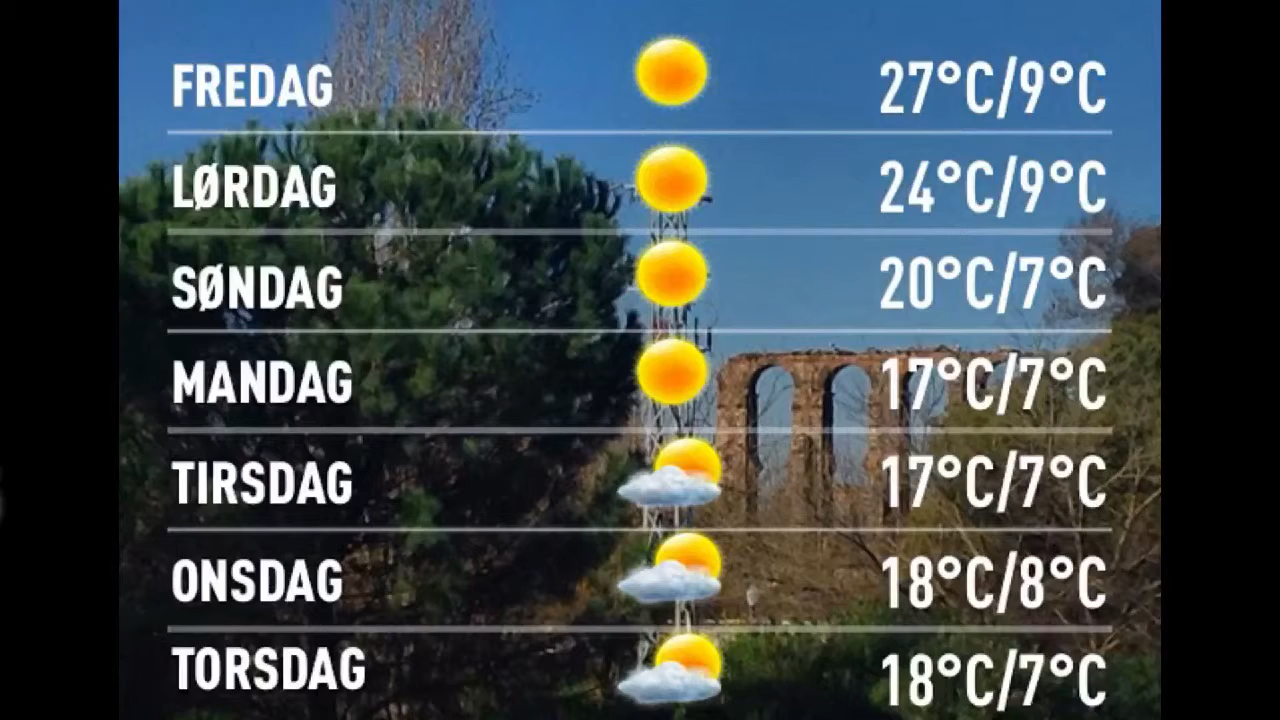 FREDAG 27°C/9°C
LØRDAG 24°C/9°C
SØNDAG 20°C/7°C
MANDAG 17°C/7°C
TIRSDAG 17°C/7°C
ONSDAG 18°C/8°C
TORSDAG 18°C/7°C